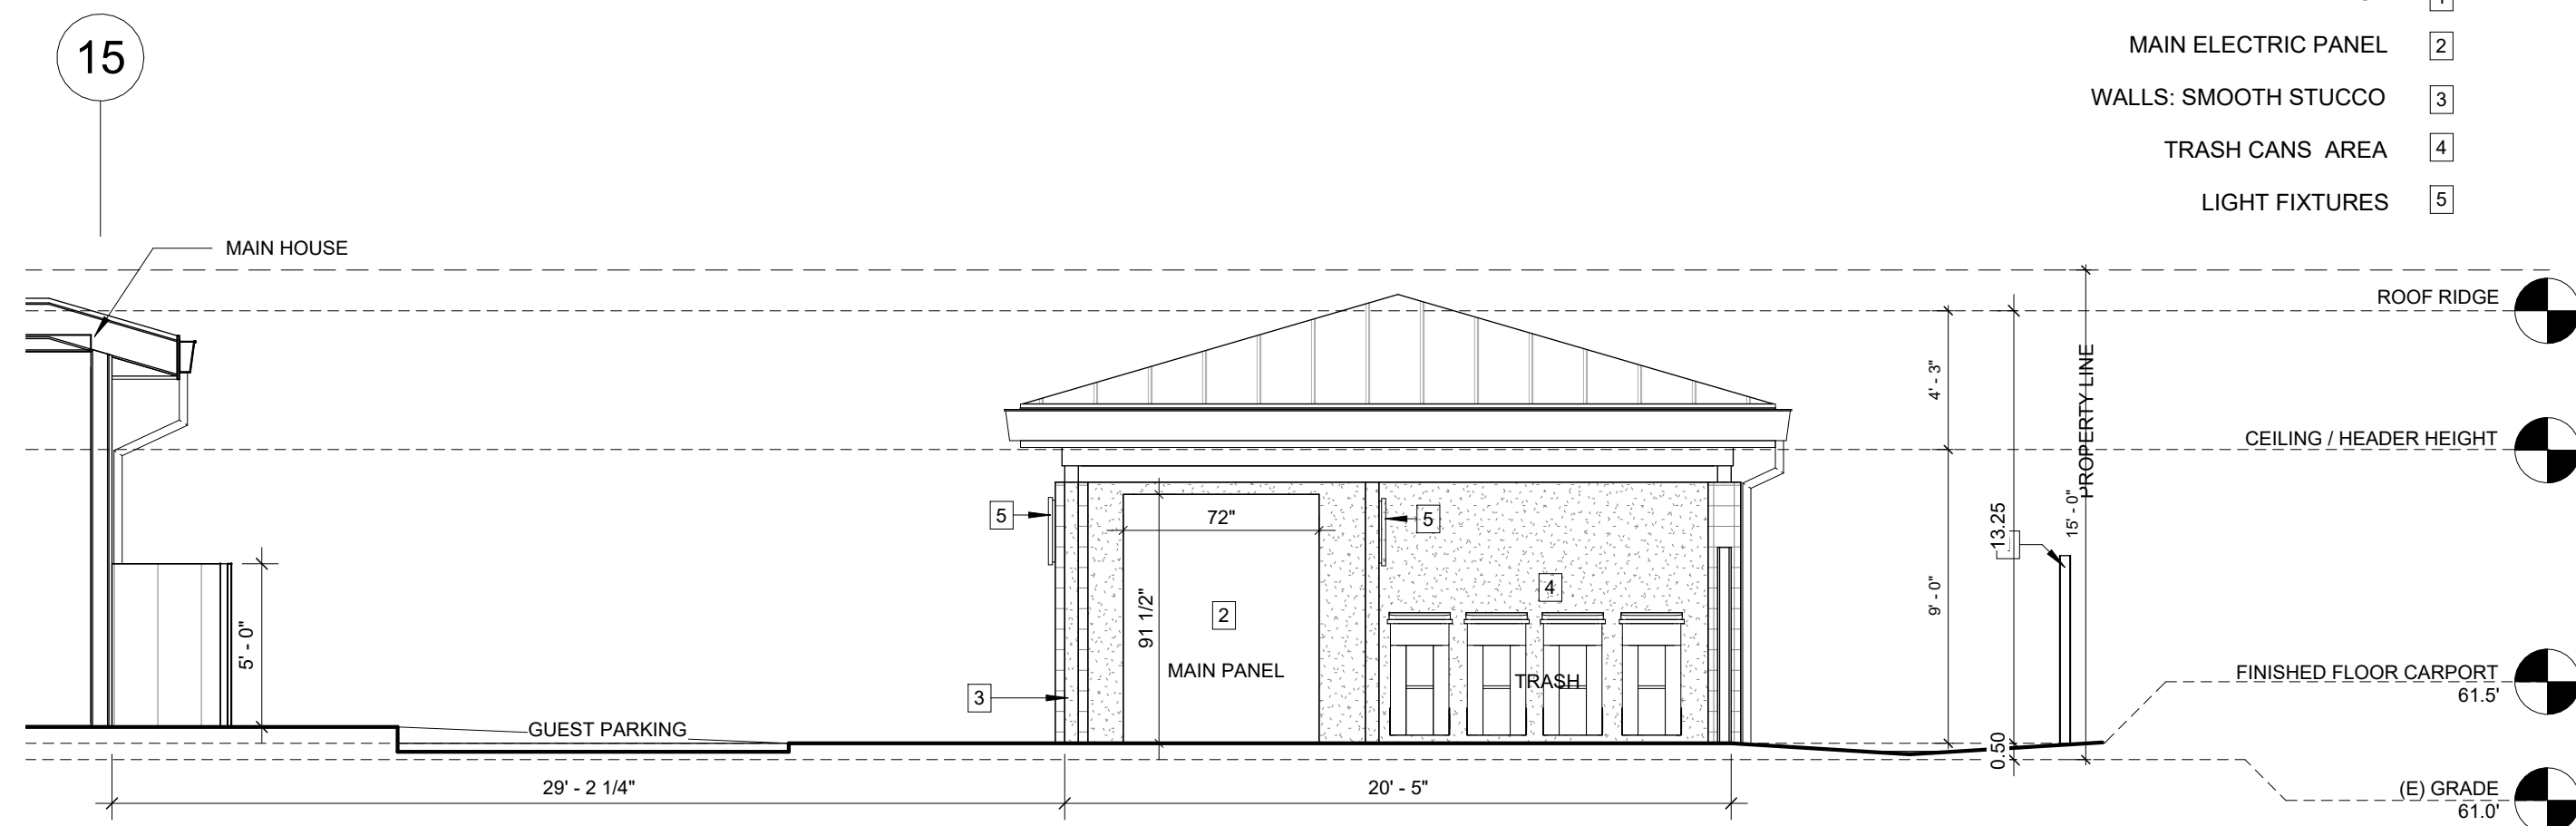 15
MAIN ELECTRIC PANEL 2
WALLS: SMOOTH STUCCO 3
TRASH CANS AREA 4
LIGHT FIXTURES 5
MAIN HOUSE
ROOF RIDGE
4' - 3"
PROPERTY LINE
CEILING / HEADER HEIGHT
5
72"
5
13.25
15' - 0"
4
91 1/2"
2
9' - 0"
5' - 0"
MAIN PANEL
TRASH
3
FINISHED FLOOR CARPORT
61.5'
GUEST PARKING
0.50
29' - 2 1/4"
20' - 5"
(E) GRADE
61.0'